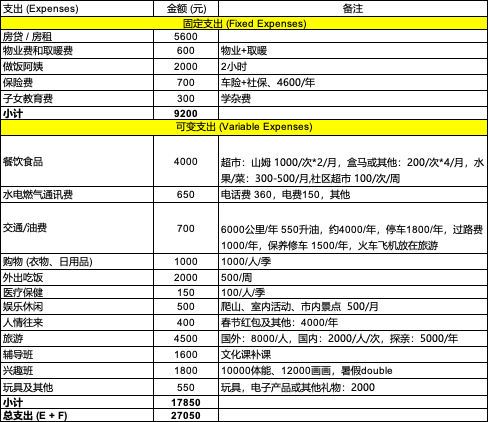 支出 (Expenses) 金额 (元) 备注
固定支出 (Fixed Expenses)
房贷 / 房租 5600
物业费和取暖费 600 物业+取暖
做饭阿姨 2000 2小时
保险费 700 车险+社保、4600/年
子女教育费 300 学杂费
小计 9200
可变支出 (Variable Expenses)
餐饮食品 4000 超市：山姆 1000/次*2/月，盒马或其他：200/次*4/月，水
果/菜：300-500/月,社区超市 100/次/周
水电燃气通讯费 650 电话费 360，电费150，其他
交通/油费 700 6000公里/年 550升油，约4000/年，停车1800/年，过路费
1000/年，保养修车 1500/年，火车飞机放在旅游
购物 (衣物、日用品) 1000 1000/人/季
外出吃饭 2000 500/周
医疗保健 150 100/人/季
娱乐休闲 500 爬山、室内活动、市内景点 500/月
人情往来 400 春节红包及其他：4000/年
旅游 4500 国外：8000/人，国内：2000/人/次，探亲：5000/年
辅导班 1600 文化课补课
兴趣班 1800 10000体能、12000画画，暑假double
玩具及其他 550 玩具，电子产品或其他礼物：2000
小计 17850
总支出 (E + F) 27050